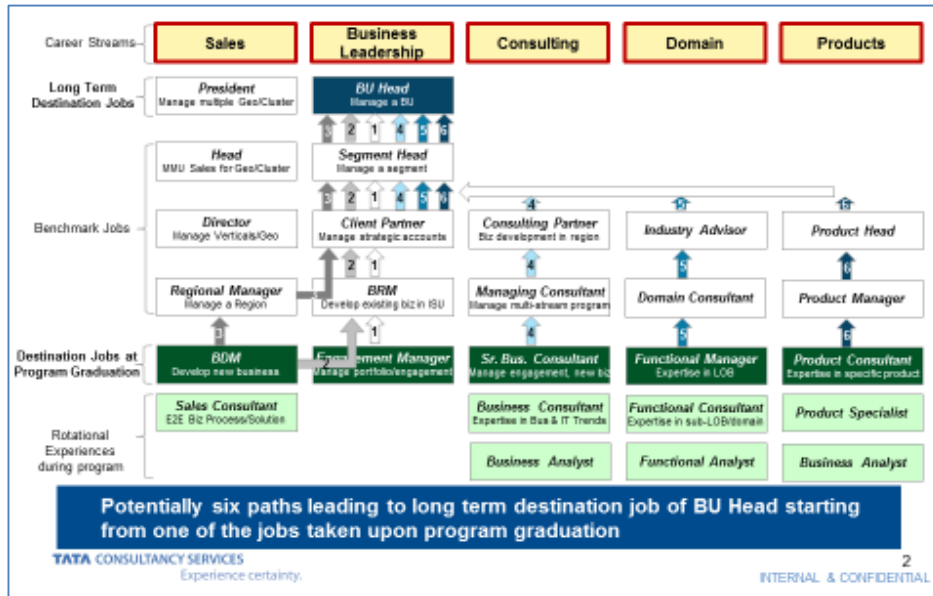 Career Streams
Sales
Business
Leadership
Consulting
Domain
Products
Long Term
Destination Jobs
President
Manage multiple Geo/Cluster
BU Head
Manage a BU
3 2 1 4 5 6
Head
MMU Sales for Geo/Cluster
Segment Head
Manage a segment
3 2 1 4 5 6
4
5
6
Benchmark Jobs
Director
Manage Verticals/Geo
Client Partner
Manage strategic accounts
Consulting Partner
Biz development in region
Industry Advisor
Product Head
2 1
4
5
6
Regional Manager
Manage a Region
3
BRM
Develop existing biz in ISU
Managing Consultant
Manage multi-stream program
Domain Consultant
Product Manager
3
1
4
5
6
Destination Jobs at
Program Graduation
BDM
Develop new business
2
Engagement Manager
Manage portfolio/engagement
Sr. Bus. Consultant
Manage engagement, new biz
Functional Manager
Expertise in LOB
Product Consultant
Expertise in specific product
Rotational
Experiences
during program
Sales Consultant
E2E Biz Process/Solution
Business Consultant
Expertise in Bus & IT Trends
Functional Consultant
Expertise in sub-LOB/domain
Product Specialist
Business Analyst
Functional Analyst
Business Analyst
Potentially six paths leading to long term destination job of BU Head starting
from one of the jobs taken upon program graduation
TATA CONSULTANCY SERVICES
Experience certainty.
2
INTERNAL & CONFIDENTIAL